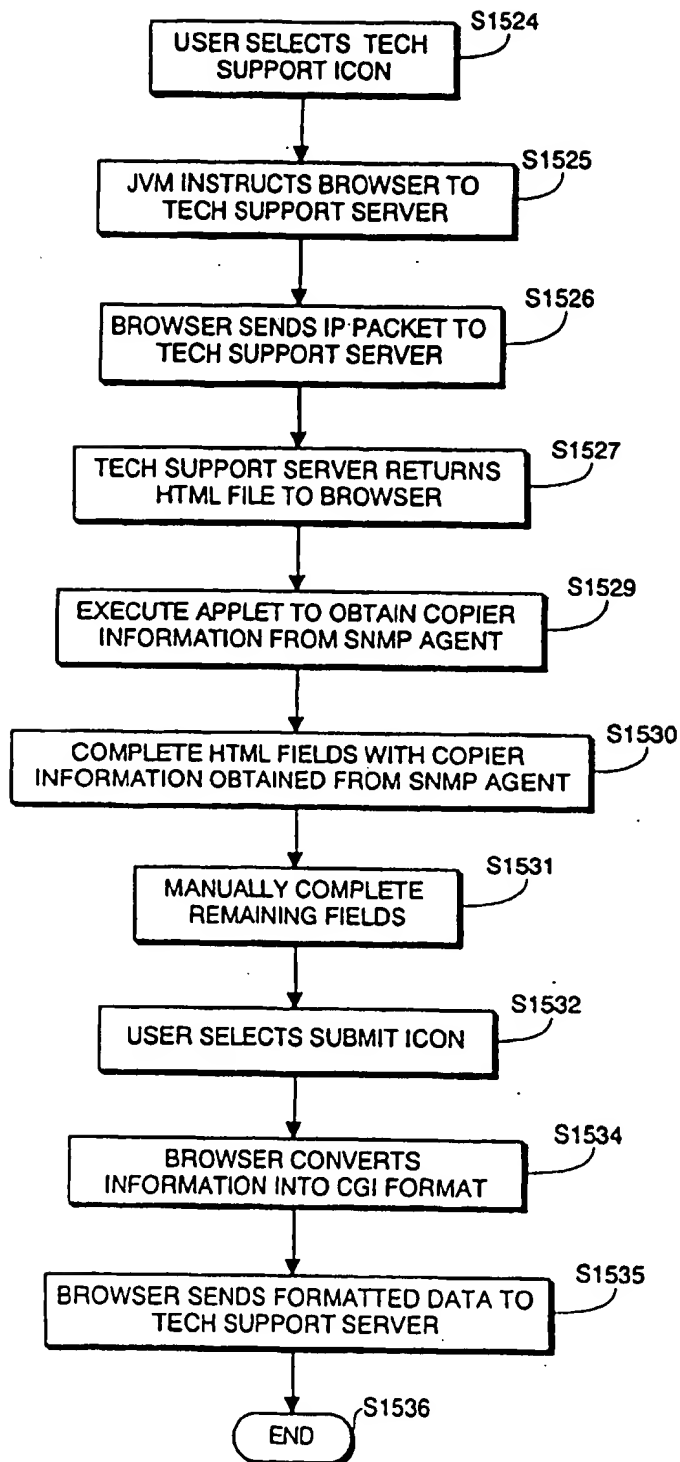 S1524
USER SELECTS TECH
SUPPORT ICON
S1525
JVM INSTRUCTS BROWSER TO
TECH SUPPORT SERVER
S1526
BROWSER SENDS IP PACKET TO
TECH SUPPORT SERVER
S1527
TECH SUPPORT SERVER RETURNS
HTML FILE TO BROWSER
S1529
EXECUTE APPLET TO OBTAIN COPIER
INFORMATION FROM SNMP AGENT
S1530
COMPLETE HTML FIELDS WITH COPIER
INFORMATION OBTAINED FROM SNMP AGENT
S1531
MANUALLY COMPLETE
REMAINING FIELDS
S1532
USER SELECTS SUBMIT ICON
S1534
BROWSER CONVERTS
INFORMATION INTO CGI FORMAT
S1535
BROWSER SENDS FORMATTED DATA TO
TECH SUPPORT SERVER
S1536
END